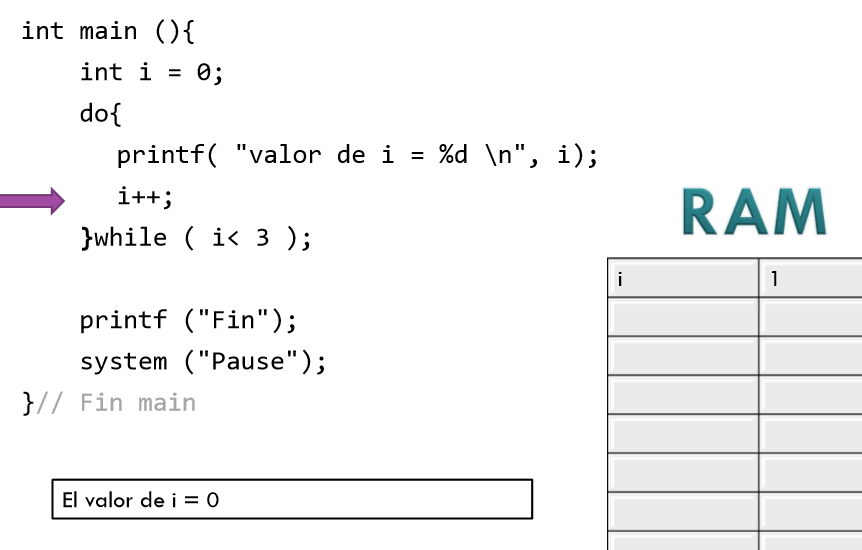 int main (){
int i = 0;
do{
printf( "valor de i = %d \n", i);
i++;
}while ( i< 3 );
printf ("Fin");
system ("Pause");
}// Fin main
El valor de i = 0
RAM
i 1